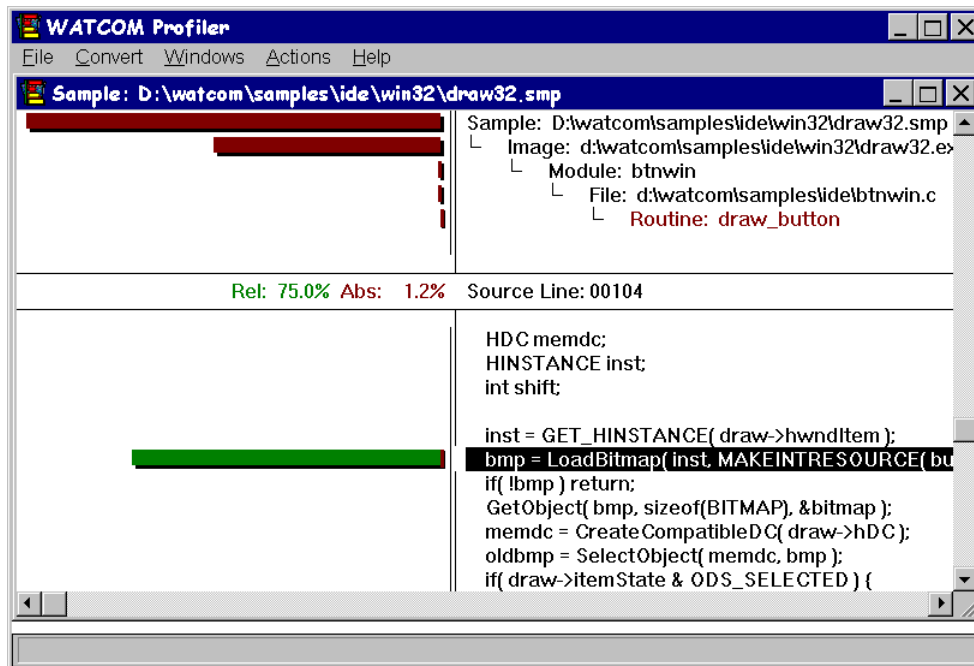 WATCOM Profiler
File Convert Windows Actions Help
Sample: D:\watcom\samples\ide\win32\draw32.smp
Sample: D:\watcom\samples\ide\win32\draw32.smp
Image: d:\watcom\samples\ide\win32\draw32.ex
Module: btnwin
File: d:\watcom\samples\ide\btnwin.c
Routine: draw_button
Rel: 75.0% Abs: 1.2% Source Line: 00104
HDC memdc;
HINSTANCE inst;
int shift;
inst = GET_HINSTANCE( draw->hwndItem );
bmp = LoadBitmap( inst, MAKEINTRESOURCE( bu
if( !bmp ) return;
GetObject( bmp, sizeof(BITMAP), &bitmap );
memdc = CreateCompatibleDC( draw->hDC );
oldbmp = SelectObject( memdc, bmp );
if( draw->itemState & ODS_SELECTED ) {